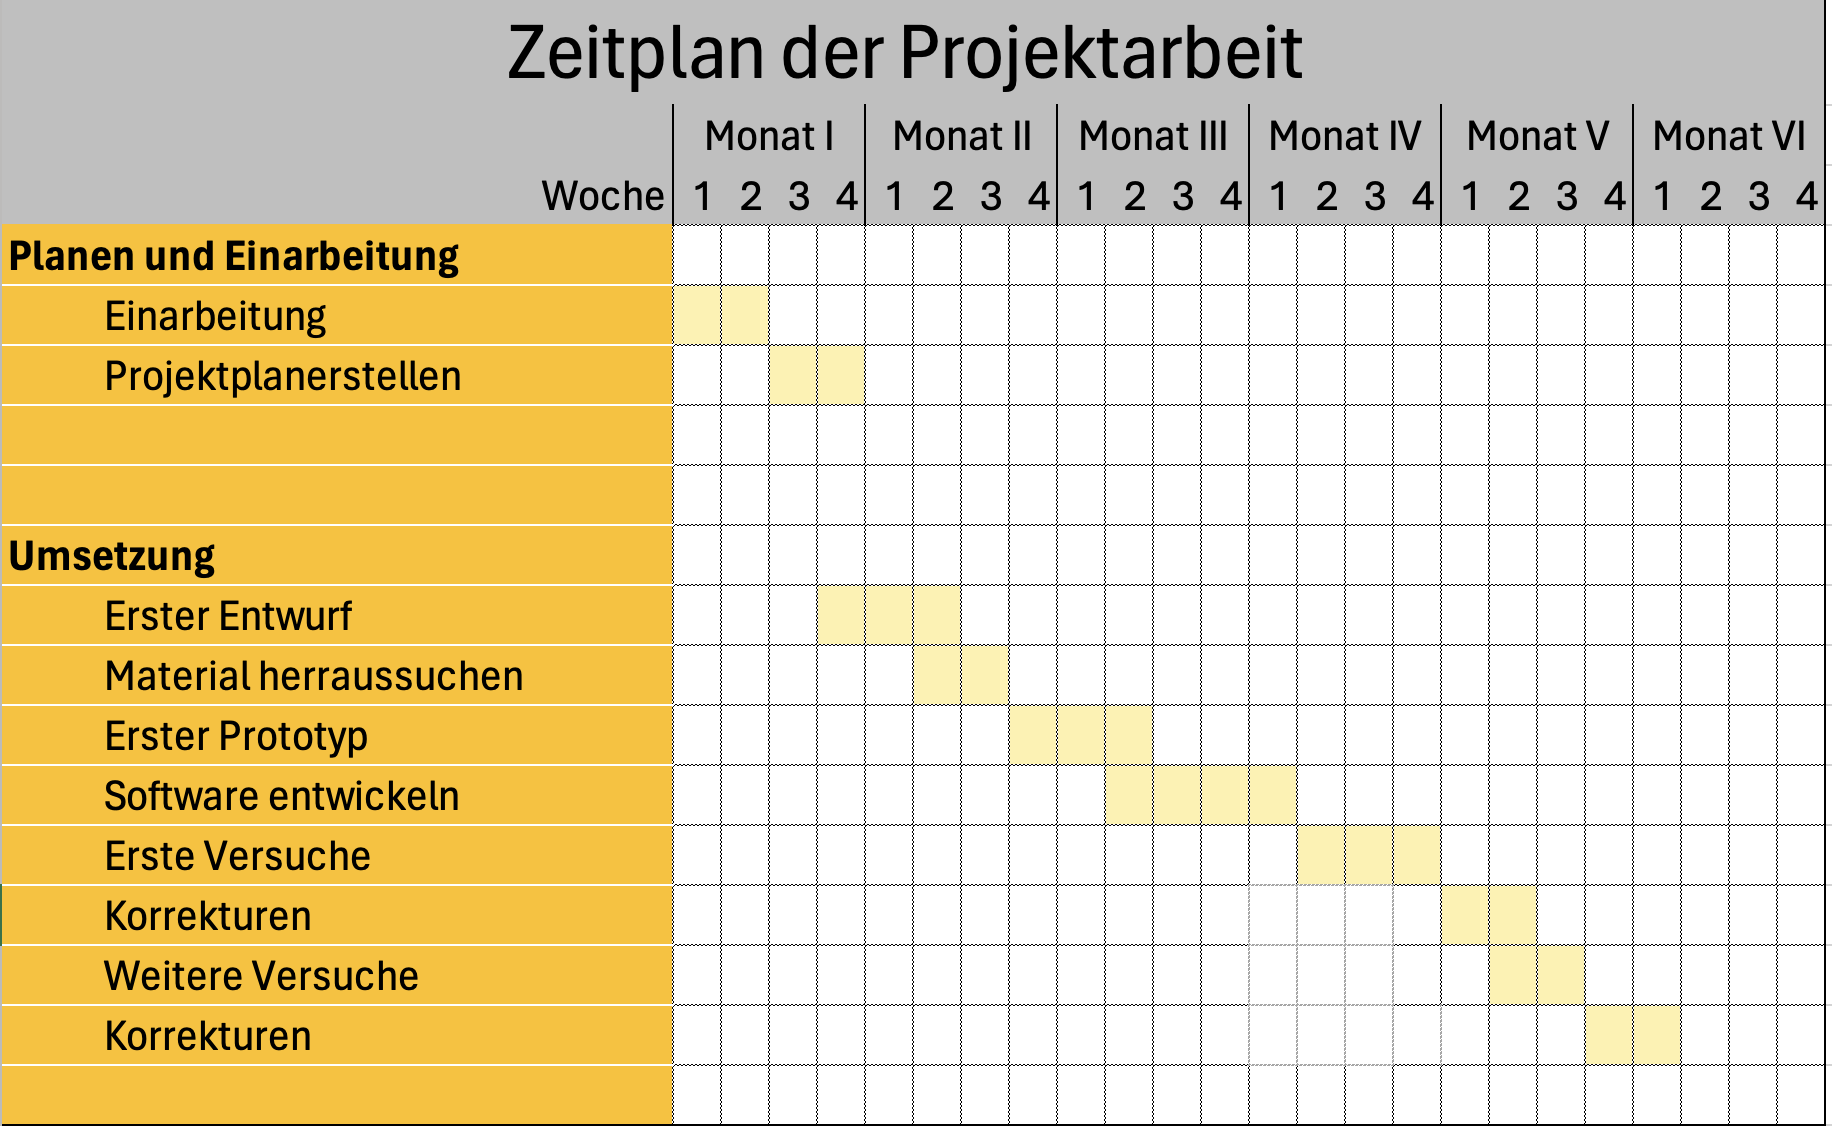 Zeitplan der Projektarbeit
Monat I Monat II Monat III Monat IV Monat V Monat VI
Woche 1 2 3 4 1 2 3 4 1 2 3 4 1 2 3 4 1 2 3 4 1 2 3 4
Planen und Einarbeitung
Einarbeitung
Projektplanerstellen
Umsetzung
Erster Entwurf
Material herraussuchen
Erster Prototyp
Software entwickeln
Erste Versuche
Korrekturen
Weitere Versuche
Korrekturen